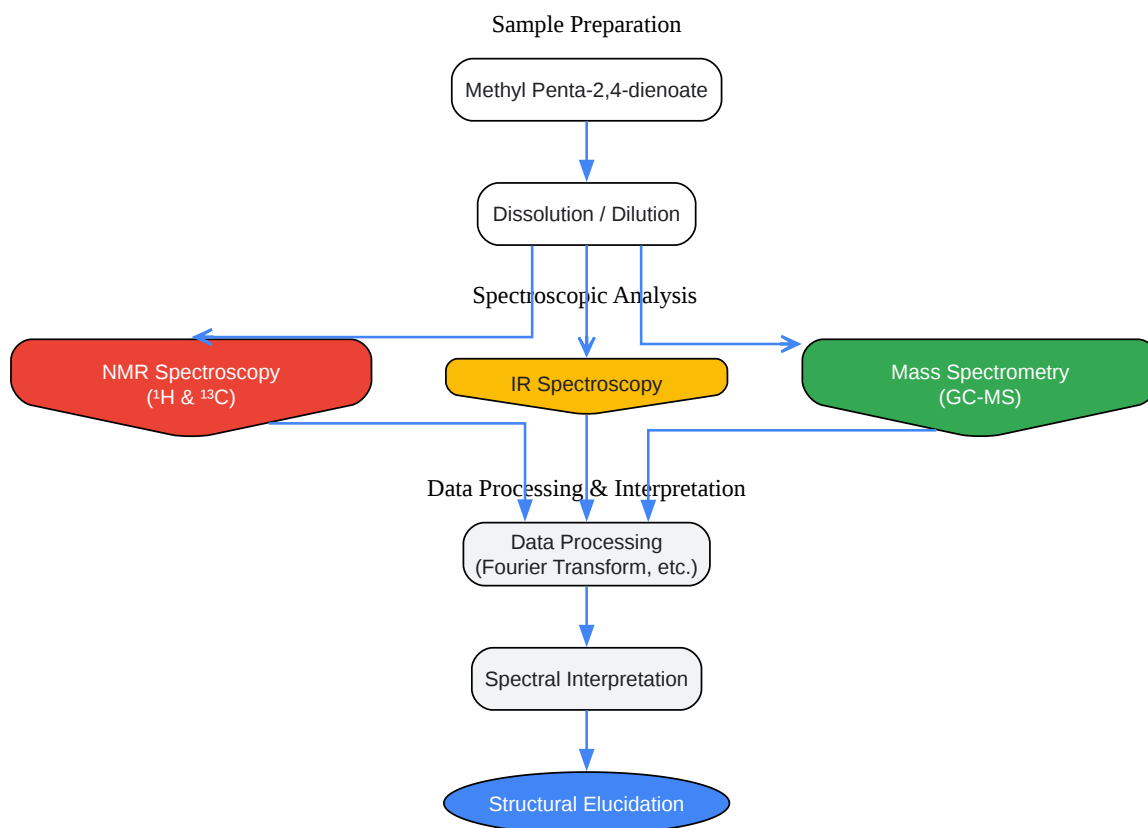 Sample Preparation
Methyl Penta-2,4-dienoate
Dissolution / Dilution
Spectroscopic Analysis
NMR Spectroscopy
(¹H & ¹³C)
IR Spectroscopy
Mass Spectrometry
(GC-MS)
Data Processing & Interpretation
Data Processing
(Fourier Transform, etc.)
Spectral Interpretation
Structural Elucidation